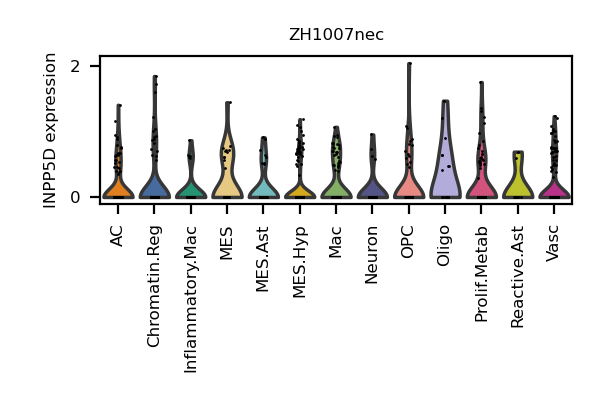 ZH1007nec
INPP5D expression
2
0
AC
Chromatin.Reg
Inflammatory.Mac
MES
MES.Ast
MES.Hyp
Mac
Neuron
OPC
Oligo
Prolif.Metab
Reactive.Ast
Vasc